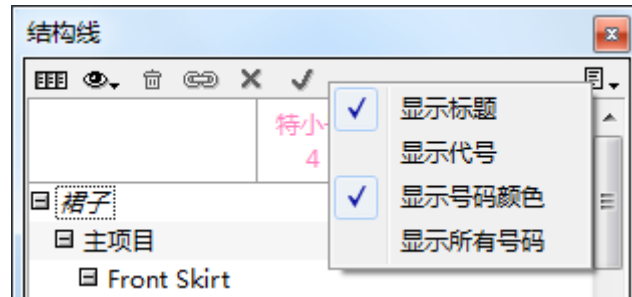 结构线
特小
4
显示标题
显示代号
显示号码颜色
显示所有号码
裙子
主项目
Front Skirt